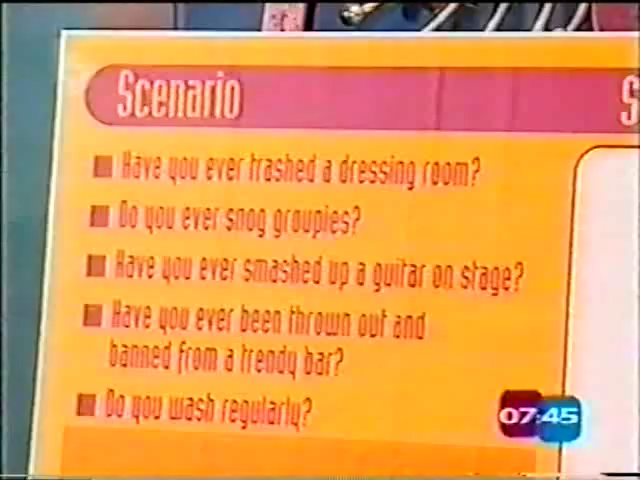 Scenario
S
Have you ever trashed a dressing room?
Do you ever snog groupies?
Have you ever smashed up a guitar on stage?
Have you ever been thrown out and
banned from a trendy bar?
Do you wash regularly?
07:45